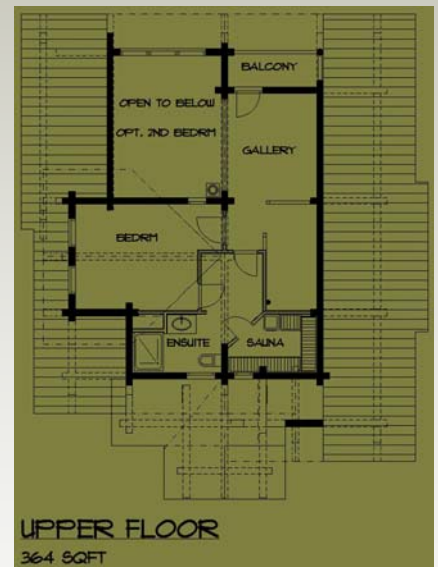 BALCONY
OPEN TO BELOW
OPT. 2ND BEDRM
GALLERY
BEDRM
ENSUITE
SAUNA
UPPER FLOOR
364 SQFT